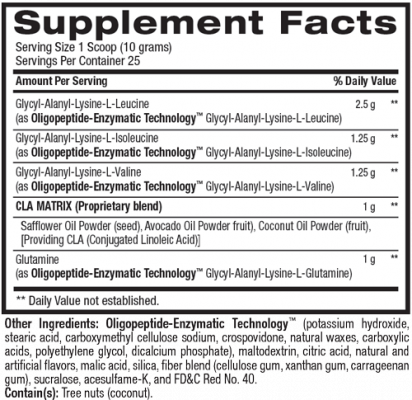 Supplement Facts
Serving Size 1 Scoop (10 grams)
Servings Per Container 25
Amount Per Serving % Daily Value
Glycyl-Alanyl-Lysine-L-Leucine 2.5 g **
(as Oligopeptide-Enzymatic Technology™ Glycyl-Alanyl-Lysine-L-Leucine)
Glycyl-Alanyl-Lysine-L-Isoleucine 1.25 g **
(as Oligopeptide-Enzymatic Technology™ Glycyl-Alanyl-Lysine-L-Isoleucine)
Glycyl-Alanyl-Lysine-L-Valine 1.25 g **
(as Oligopeptide-Enzymatic Technology™ Glycyl-Alanyl-Lysine-L-Valine)
CLA MATRIX (Proprietary blend) 1 g **
Safflower Oil Powder (seed), Avocado Oil Powder fruit), Coconut Oil Powder (fruit),
[Providing CLA (Conjugated Linoleic Acid)]
Glutamine 1 g **
(as Oligopeptide-Enzymatic Technology™ Glycyl-Alanyl-Lysine-L-Glutamine)
** Daily Value not established.
Other Ingredients: Oligopeptide-Enzymatic Technology™ (potassium hydroxide,
stearic acid, carboxymethyl cellulose sodium, crospovidone, natural waxes, carboxylic
acids, polyethylene glycol, dicalcium phosphate), maltodextrin, citric acid, natural and
artificial flavors, malic acid, silica, fiber blend (cellulose gum, xanthan gum, carrageenan
gum), sucralose, acesulfame-K, and FD&C Red No. 40.
Contain(s): Tree nuts (coconut).